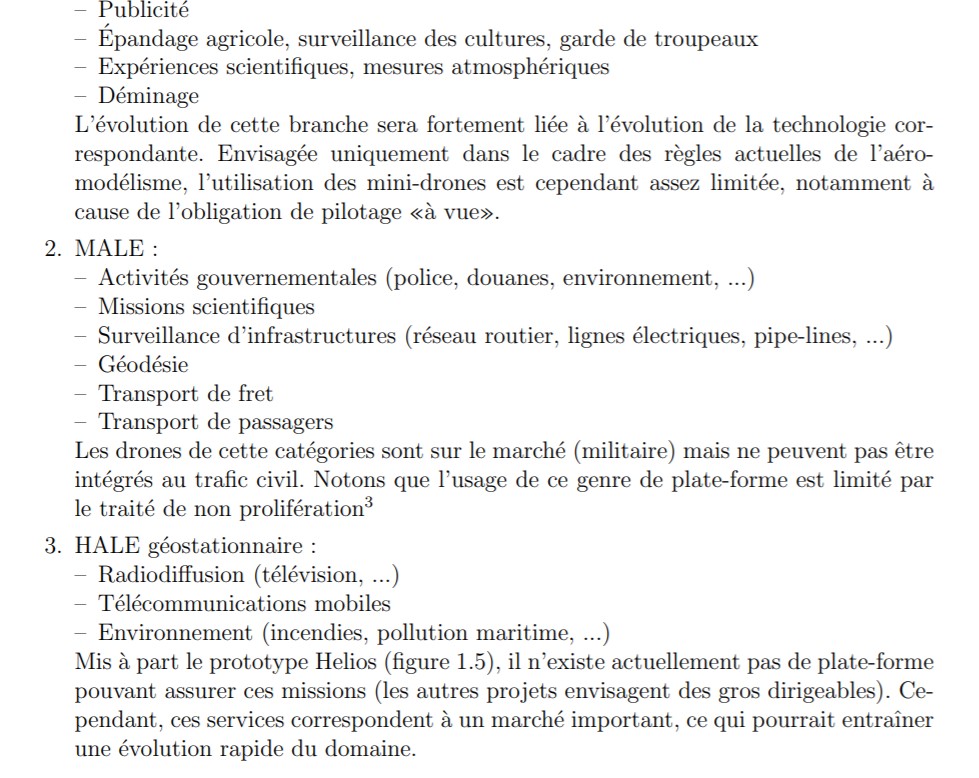 – Publicité
– Épandage agricole, surveillance des cultures, garde de troupeaux
– Expériences scientifiques, mesures atmosphériques
– Déminage
L'évolution de cette branche sera fortement liée à l'évolution de la technologie cor-
respondante. Envisagée uniquement dans le cadre des règles actuelles de l'aéro-
modélisme, l'utilisation des mini-drones est cependant assez limitée, notamment à
cause de l'obligation de pilotage «à vue».
2. MALE :
– Activités gouvernementales (police, douanes, environnement, ...)
– Missions scientifiques
– Surveillance d'infrastructures (réseau routier, lignes électriques, pipe-lines, ...)
– Géodésie
– Transport de fret
– Transport de passagers
Les drones de cette catégories sont sur le marché (militaire) mais ne peuvent pas être
intégrés au trafic civil. Notons que l'usage de ce genre de plate-forme est limité par
le traité de non prolifération³
3. HALE géostationnaire :
– Radiodiffusion (télévision, ...)
– Télécommunications mobiles
– Environnement (incendies, pollution maritime, ...)
Mis à part le prototype Helios (figure 1.5), il n'existe actuellement pas de plate-forme
pouvant assurer ces missions (les autres projets envisagent des gros dirigeables). Ce-
pendant, ces services correspondent à un marché important, ce qui pourrait entraîner
une évolution rapide du domaine.